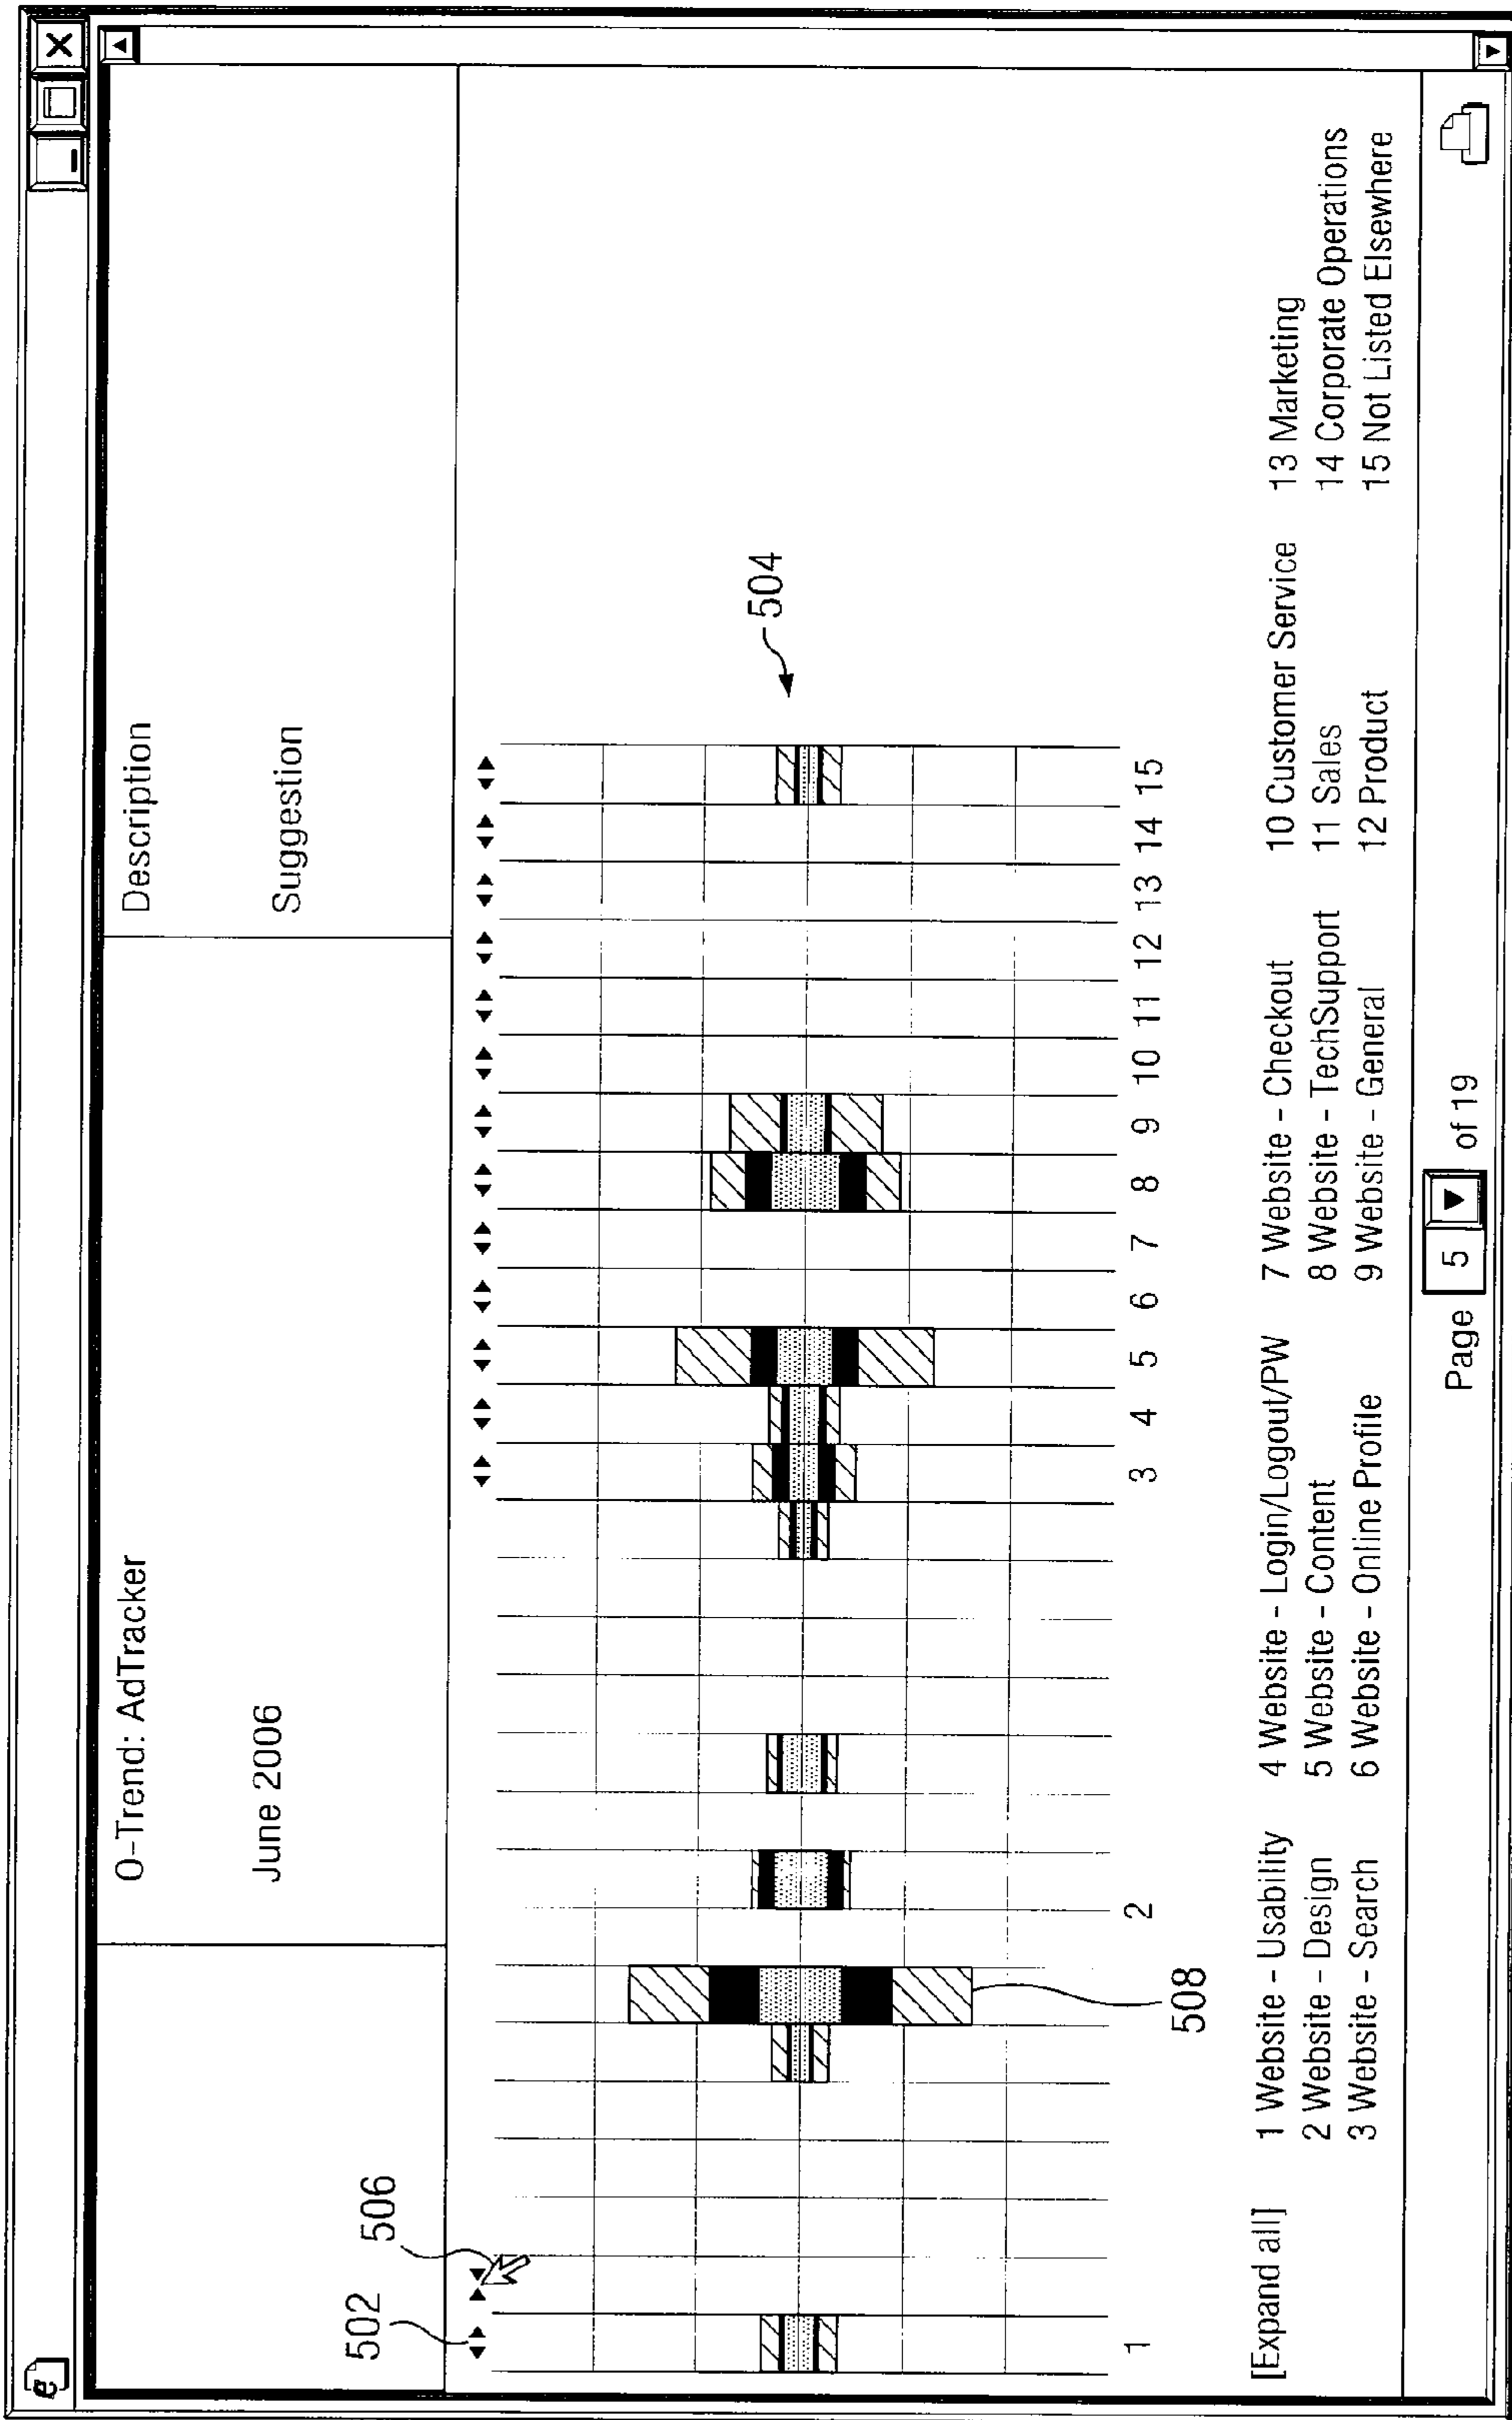 O-Trend: AdTracker
Description
June 2006
Suggestion
502
506
504
1
2
3
4
5
6
7
8
9
10
11
12
13
14
15
508
[Expand all]
1 Website - Usability
2 Website - Design
3 Website - Search
4 Website - Login/Logout/PW
5 Website - Content
6 Website - Online Profile
7 Website - Checkout
8 Website - TechSupport
9 Website - General
10 Customer Service
11 Sales
12 Product
13 Marketing
14 Corporate Operations
15 Not Listed Elsewhere
Page 5 of 19
e